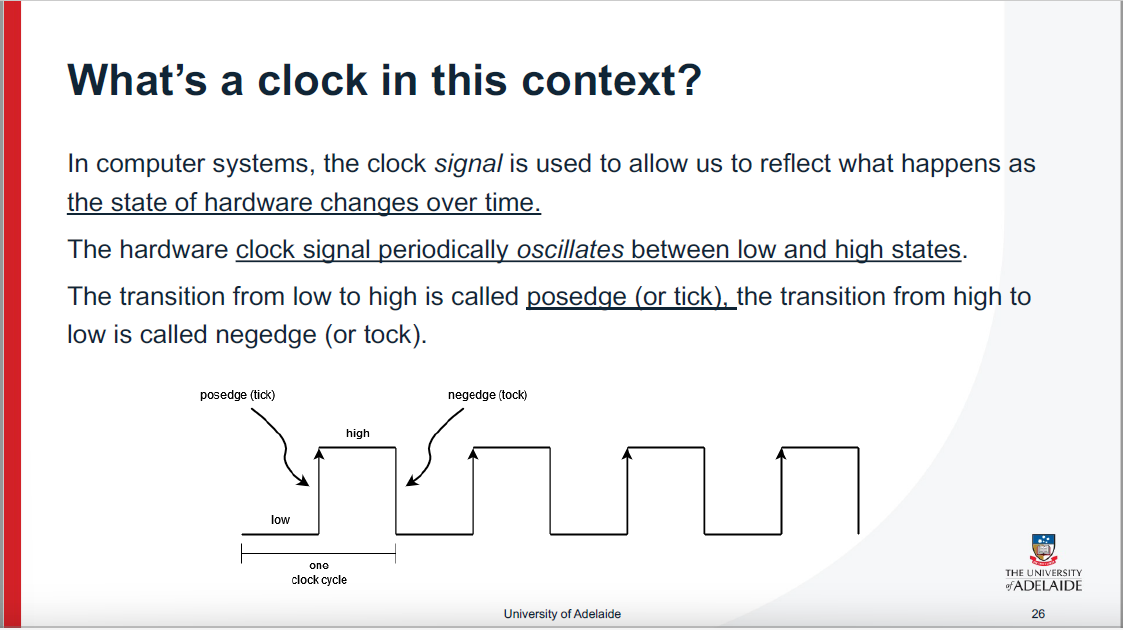 What’s a clock in this context?
In computer systems, the clock signal is used to allow us to reflect what happens as
the state of hardware changes over time.
The hardware clock signal periodically oscillates between low and high states.
The transition from low to high is called posedge (or tick), the transition from high to
low is called negedge (or tock).
posedge (tick)
negedge (tock)
high
low
one
clock cycle
THE UNIVERSITY
of ADELAIDE
University of Adelaide
26